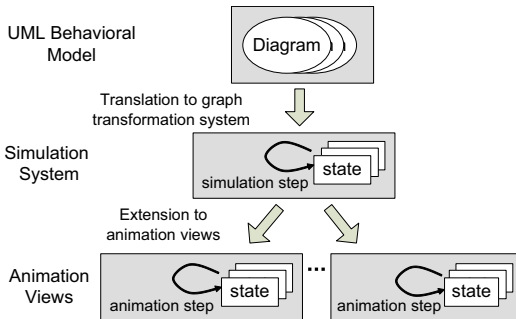 UML Behavioral
Model
Diagram
Translation to graph
transformation system
Simulation
System
state
simulation step
Extension to
animation views
Animation
Views
state
animation step
...
state
animation step